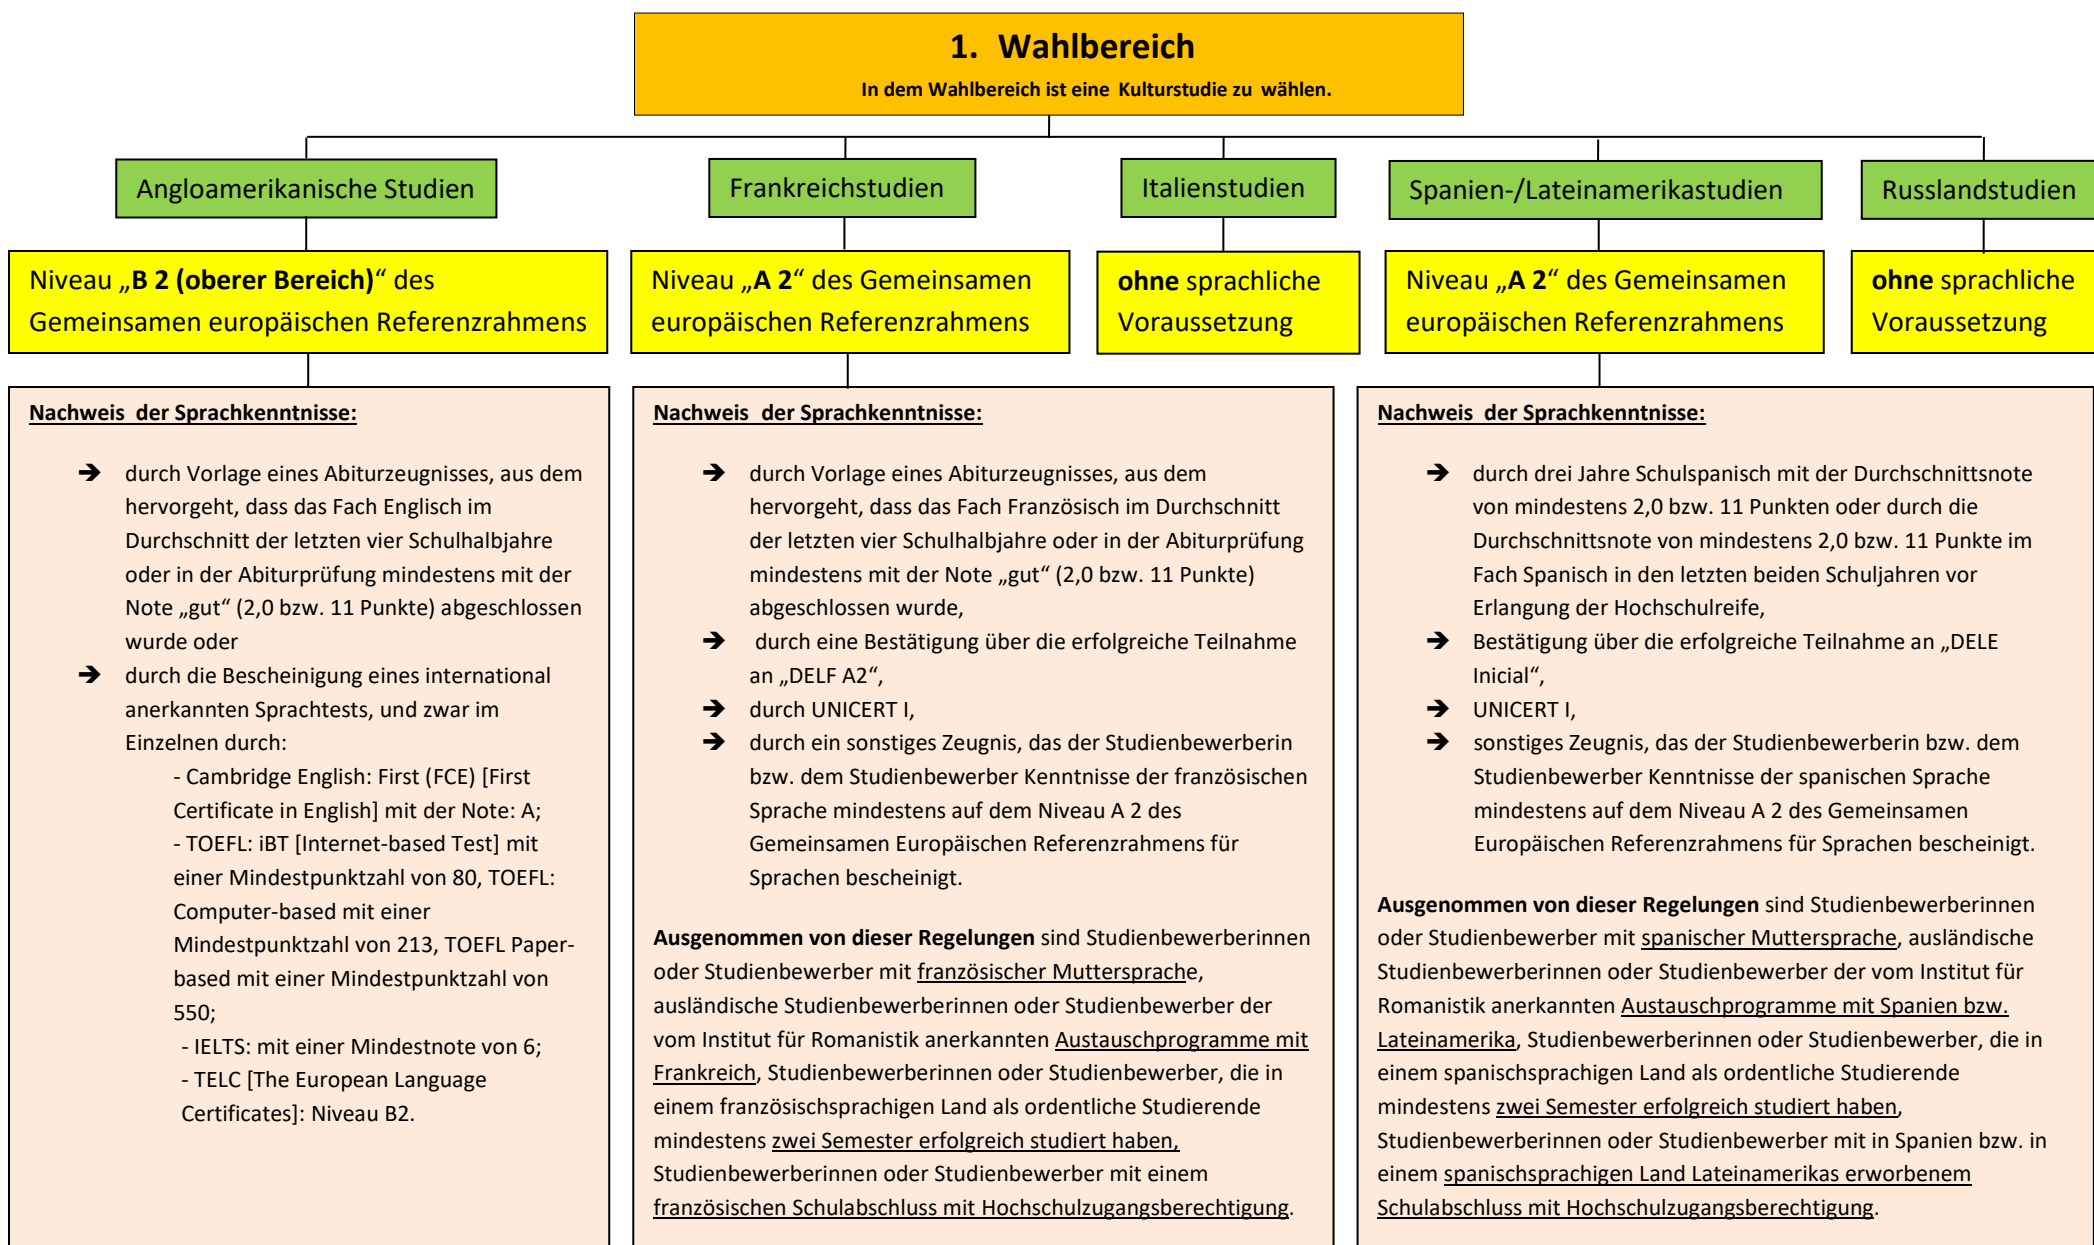 1. Wahlbereich
In dem Wahlbereich ist eine Kulturstudie zu wählen.
Angloamerikanische Studien
Frankreichstudien
Italienstudien
Spanien-/Lateinamerikastudien
Russlandstudien
Niveau „B 2 (oberer Bereich)“ des
Gemeinsamen europäischen Referenzrahmens
Niveau „A 2“ des Gemeinsamen
europäischen Referenzrahmens
ohne sprachliche
Voraussetzung
Niveau „A 2“ des Gemeinsamen
europäischen Referenzrahmens
ohne sprachliche
Voraussetzung
Nachweis der Sprachkenntnisse:
➔ durch Vorlage eines Abiturzeugnisses, aus dem
hervorgeht, dass das Fach Englisch im
Durchschnitt der letzten vier Schulhalbjahre
oder in der Abiturprüfung mindestens mit der
Note „gut“ (2,0 bzw. 11 Punkte) abgeschlossen
wurde oder
➔ durch die Bescheinigung eines international
anerkannten Sprachtests, und zwar im
Einzelnen durch:
- Cambridge English: First (FCE) [First
Certificate in English] mit der Note: A;
- TOEFL: iBT [Internet-based Test] mit
einer Mindestpunktzahl von 80, TOEFL:
Computer-based mit einer
Mindestpunktzahl von 213, TOEFL Paper-
based mit einer Mindestpunktzahl von
550;
- IELTS: mit einer Mindestnote von 6;
- TELC [The European Language
Certificates]: Niveau B2.
Nachweis der Sprachkenntnisse:
➔ durch Vorlage eines Abiturzeugnisses, aus dem
hervorgeht, dass das Fach Französisch im Durchschnitt
der letzten vier Schulhalbjahre oder in der Abiturprüfung
mindestens mit der Note „gut“ (2,0 bzw. 11 Punkte)
abgeschlossen wurde,
➔ durch eine Bestätigung über die erfolgreiche Teilnahme
an „DELF A2“,
➔ durch UNICERT I,
➔ durch ein sonstiges Zeugnis, das der Studienbewerberin
bzw. dem Studienbewerber Kenntnisse der französischen
Sprache mindestens auf dem Niveau A 2 des
Gemeinsamen Europäischen Referenzrahmens für
Sprachen bescheinigt.
Ausgenommen von dieser Regelungen sind Studienbewerberinnen
oder Studienbewerber mit französischer Muttersprache,
ausländische Studienbewerberinnen oder Studienbewerber der
vom Institut für Romanistik anerkannten Austauschprogramme mit
Frankreich, Studienbewerberinnen oder Studienbewerber, die in
einem französischsprachigen Land als ordentliche Studierende
mindestens zwei Semester erfolgreich studiert haben,
Studienbewerberinnen oder Studienbewerber mit einem
französischen Schulabschluss mit Hochschulzugangsberechtigung.
Nachweis der Sprachkenntnisse:
➔ durch drei Jahre Schulspanisch mit der Durchschnittsnote
von mindestens 2,0 bzw. 11 Punkten oder durch die
Durchschnittsnote von mindestens 2,0 bzw. 11 Punkte im
Fach Spanisch in den letzten beiden Schuljahren vor
Erlangung der Hochschulreife,
➔ Bestätigung über die erfolgreiche Teilnahme an „DELE
Inicial“,
➔ UNICERT I,
➔ sonstiges Zeugnis, das der Studienbewerberin bzw. dem
Studienbewerber Kenntnisse der spanischen Sprache
mindestens auf dem Niveau A 2 des Gemeinsamen
Europäischen Referenzrahmens für Sprachen bescheinigt.
Ausgenommen von dieser Regelungen sind Studienbewerberinnen
oder Studienbewerber mit spanischer Muttersprache, ausländische
Studienbewerberinnen oder Studienbewerber der vom Institut für
Romanistik anerkannten Austauschprogramme mit Spanien bzw.
Lateinamerika, Studienbewerberinnen oder Studienbewerber, die in
einem spanischsprachigen Land als ordentliche Studierende
mindestens zwei Semester erfolgreich studiert haben,
Studienbewerberinnen oder Studienbewerber mit in Spanien bzw. in
einem spanischsprachigen Land Lateinamerikas erworbenem
Schulabschluss mit Hochschulzugangsberechtigung.